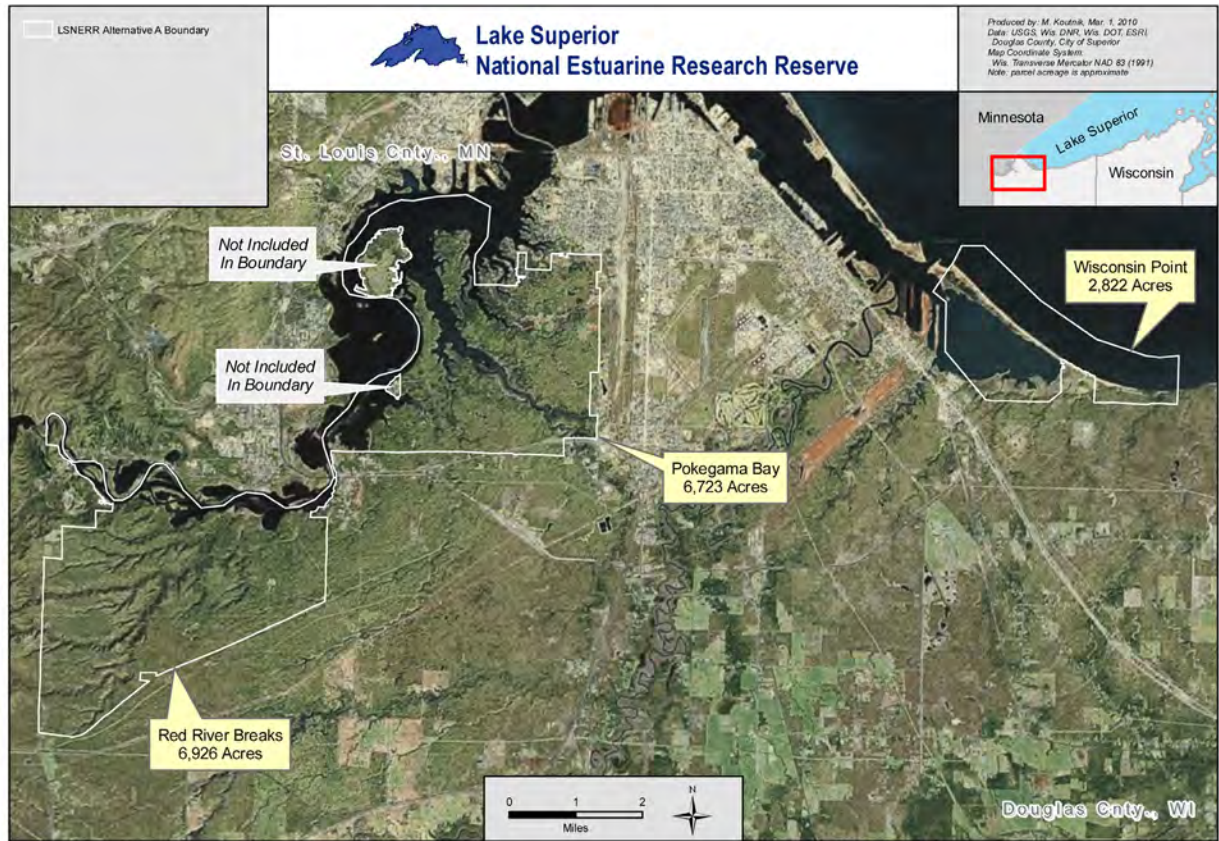 LSNERR Alternative A Boundary
Lake Superior
National Estuarine Research Reserve
Produced by: M. Koutnik, Mar. 1, 2010
Data: USGS, Wis. DNR, Wis. DOT, ESRI,
Douglas County, City of Superior
Map Coordinate System:
Wis. Transverse Mercator NAD 83 (1991)
Note: parcel acreage is approximate
Minnesota
Lake Superior
Wisconsin
St. Louis Cnty., MN
Not Included
In Boundary
Wisconsin Point
2,822 Acres
Not Included
In Boundary
Pokegama Bay
6,723 Acres
Red River Breaks
6,926 Acres
0 1 2
Miles
N
Douglas Cnty., WI